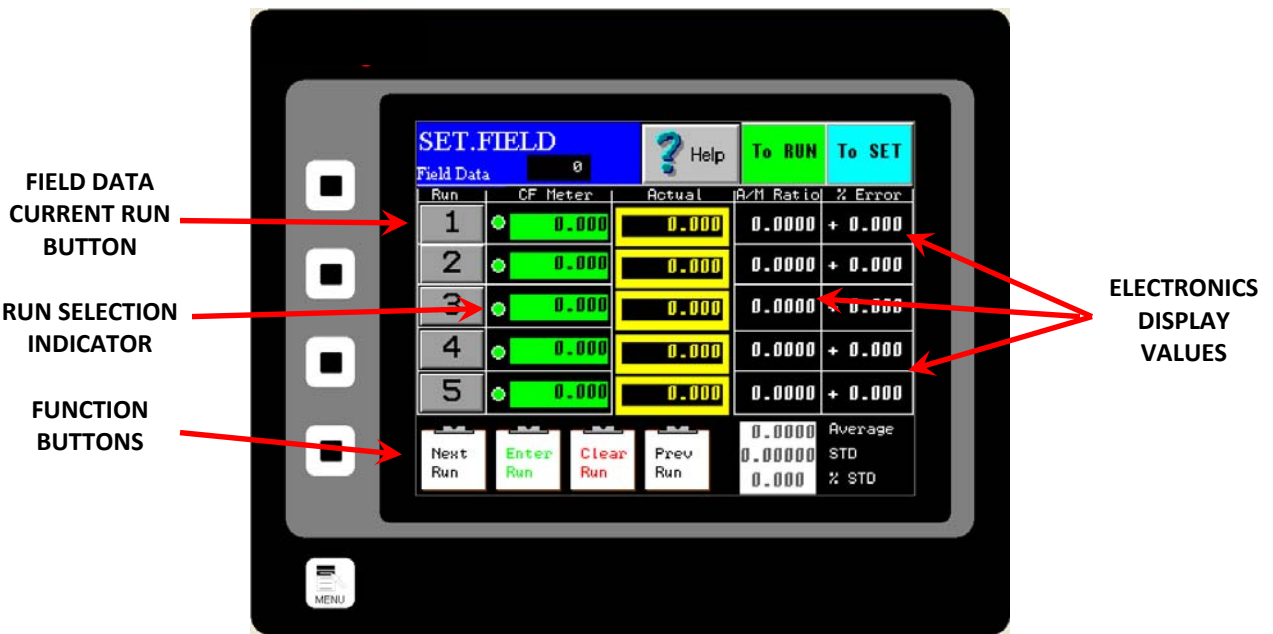 FIELD DATA
CURRENT RUN
BUTTON
RUN SELECTION
INDICATOR
FUNCTION
BUTTONS
SET.FIELD
Field Data 0
Help
To RUN
To SET
Run CF Meter Actual A/M Ratio % Error
1 0.000 0.000 0.0000 + 0.000
2 0.000 0.000 0.0000 + 0.000
3 0.000 0.000 0.0000 + 0.000
4 0.000 0.000 0.0000 + 0.000
5 0.000 0.000 0.0000 + 0.000
Next
Run
Enter
Run
Clear
Run
Prev
Run
0.0000 Average
0.00000 STD
0.000 % STD
MENU
ELECTRONICS
DISPLAY
VALUES